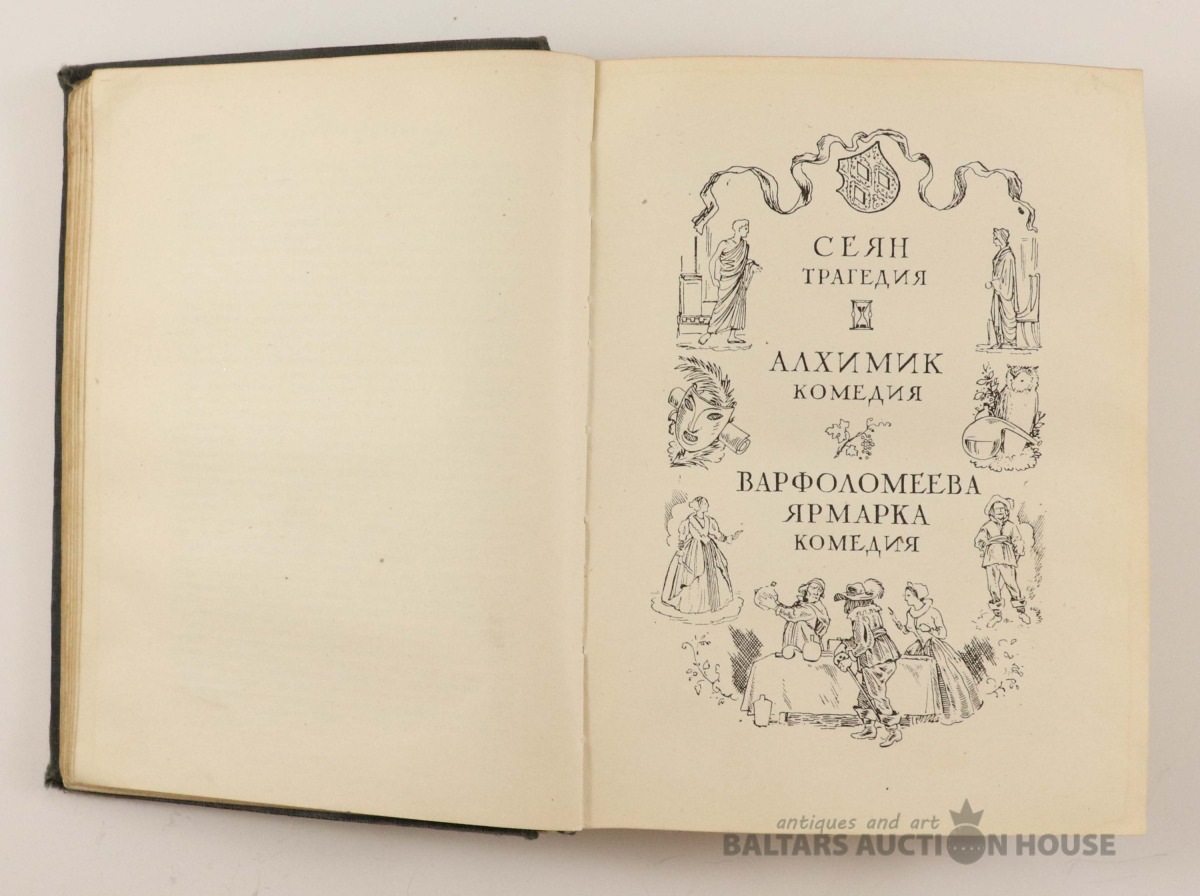 СЕЯН
ТРАГЕДИЯ
АЛХИМИК
КОМЕДИЯ
ВАРФОЛОМЕЕВА
ЯРМАРКА
КОМЕДИЯ
antiques and art
BALTARS AUCTION HOUSE